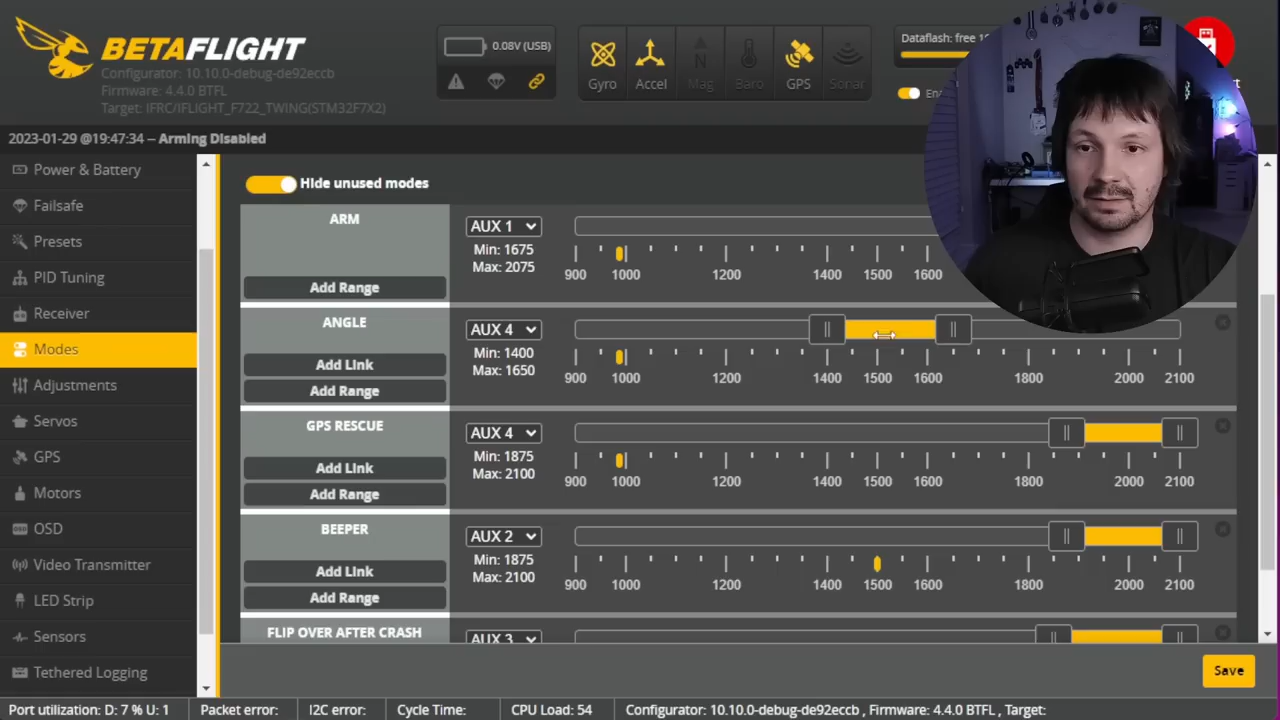 BETAFLIGHT
Configurator: 10.10.0-debug-de92eccb
Firmware: 4.4.0 BTFL
Target: IFRC/IFLIGHT_F722_TWING(STM32F7X2)
0.08V (USB)
Gyro
Accel
Mag
Baro
GPS
Sonar
Dataflash: free
2023-01-29 @19:47:34 -- Arming Disabled
Power & Battery
Failsafe
Presets
PID Tuning
Receiver
Modes
Adjustments
Servos
GPS
Motors
OSD
Video Transmitter
LED Strip
Sensors
Tethered Logging
Hide unused modes
ARM
Add Range
AUX 1
Min: 1675
Max: 2075
900 1000 1200 1400 1500 1600
ANGLE
Add Link
Add Range
AUX 4
Min: 1400
Max: 1650
900 1000 1200 1400 1500 1600 1800 2000 2100
GPS RESCUE
Add Link
Add Range
AUX 4
Min: 1875
Max: 2100
900 1000 1200 1400 1500 1600 1800 2000 2100
BEEPER
Add Link
Add Range
AUX 2
Min: 1875
Max: 2100
900 1000 1200 1400 1500 1600 1800 2000 2100
FLIP OVER AFTER CRASH
AUX 3
Save
Port utilization: D: 7 % U: 1
Packet error:
I2C error:
Cycle Time:
CPU Load: 54
Configurator: 10.10.0-debug-de92eccb , Firmware: 4.4.0 BTFL , Target: